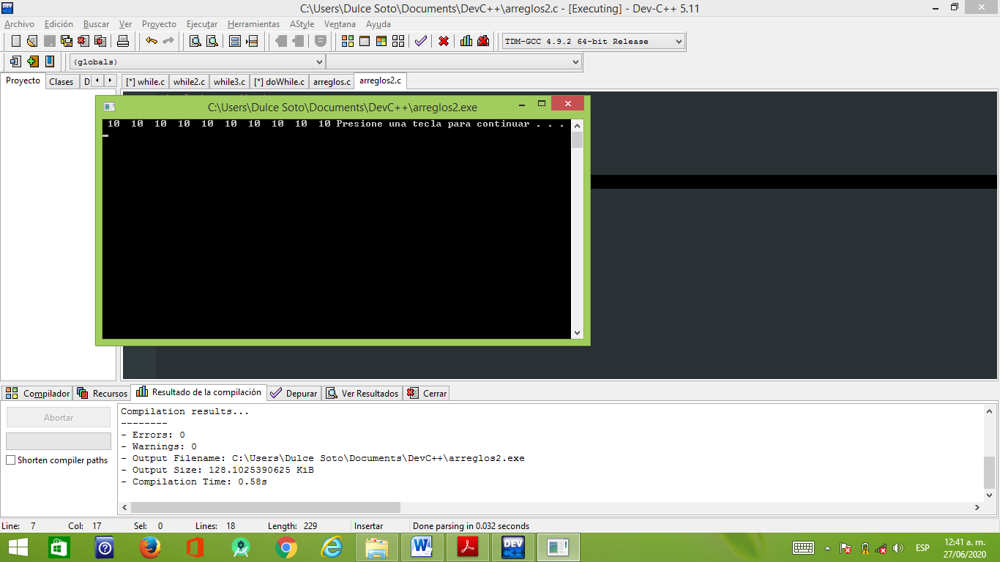 C:\Users\Dulce Soto\Documents\DevC++\arreglos2.c - [Executing] - Dev-C++ 5.11
Archivo Edición Buscar Ver Proyecto Ejecutar Herramientas AStyle Ventana Ayuda
TDM-GCC 4.9.2 64-bit Release
(globals)
Proyecto Clases D
[*] while.c while2.c while3.c [*] doWhile.c arreglos.c arreglos2.c
C:\Users\Dulce Soto\Documents\DevC++\arreglos2.exe
10 10 10 10 10 10 10 10 10 10 Presione una tecla para continuar . . .
Compilador Recursos Resultado de la compilación Depurar Ver Resultados Cerrar
Abortar
Shorten compiler paths
Compilation results...
--------
- Errors: 0
- Warnings: 0
- Output Filename: C:\Users\Dulce Soto\Documents\DevC++\arreglos2.exe
- Output Size: 128.1025390625 KiB
- Compilation Time: 0.58s
Line: 7 Col: 17 Sel: 0 Lines: 18 Length: 229 Insertar Done parsing in 0.032 seconds
DEV C++
ESP
12:41 a. m.
27/06/2020